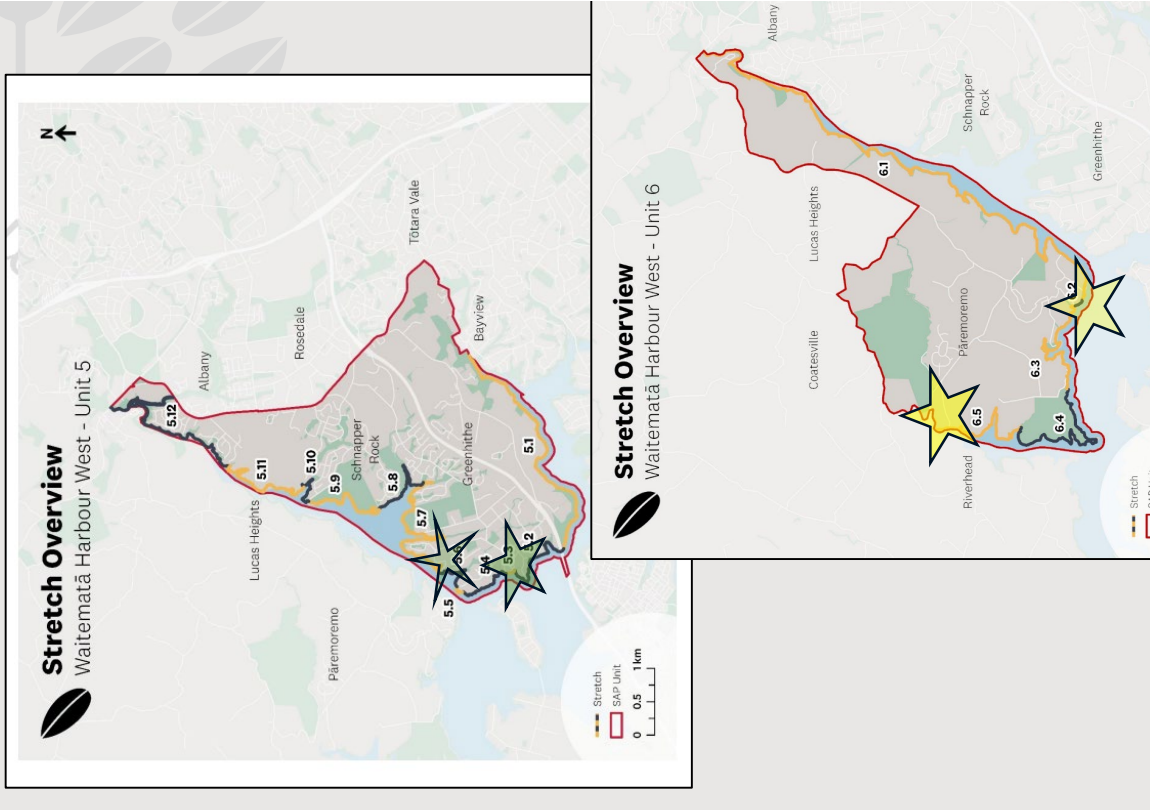 Stretch Overview
Waitematā Harbour West - Unit 5
N
Tōtara Vale
Bayview
Rosedale
Albany
5.12
5.11
5.10
5.9
Schnapper
Rock
5.8
Greenhithe
5.1
5.7
Lucas Heights
5.6
5.4
5.3
5.2
5.5
Pāremoremo
Stretch
SAP Unit
0 0.5 1 km
Stretch Overview
Waitematā Harbour West - Unit 6
Albany
Schnapper
Rock
Greenhithe
6.1
Lucas Heights
Pāremoremo
Coatesville
6.3
6.5
6.4
Riverhead
Stretch